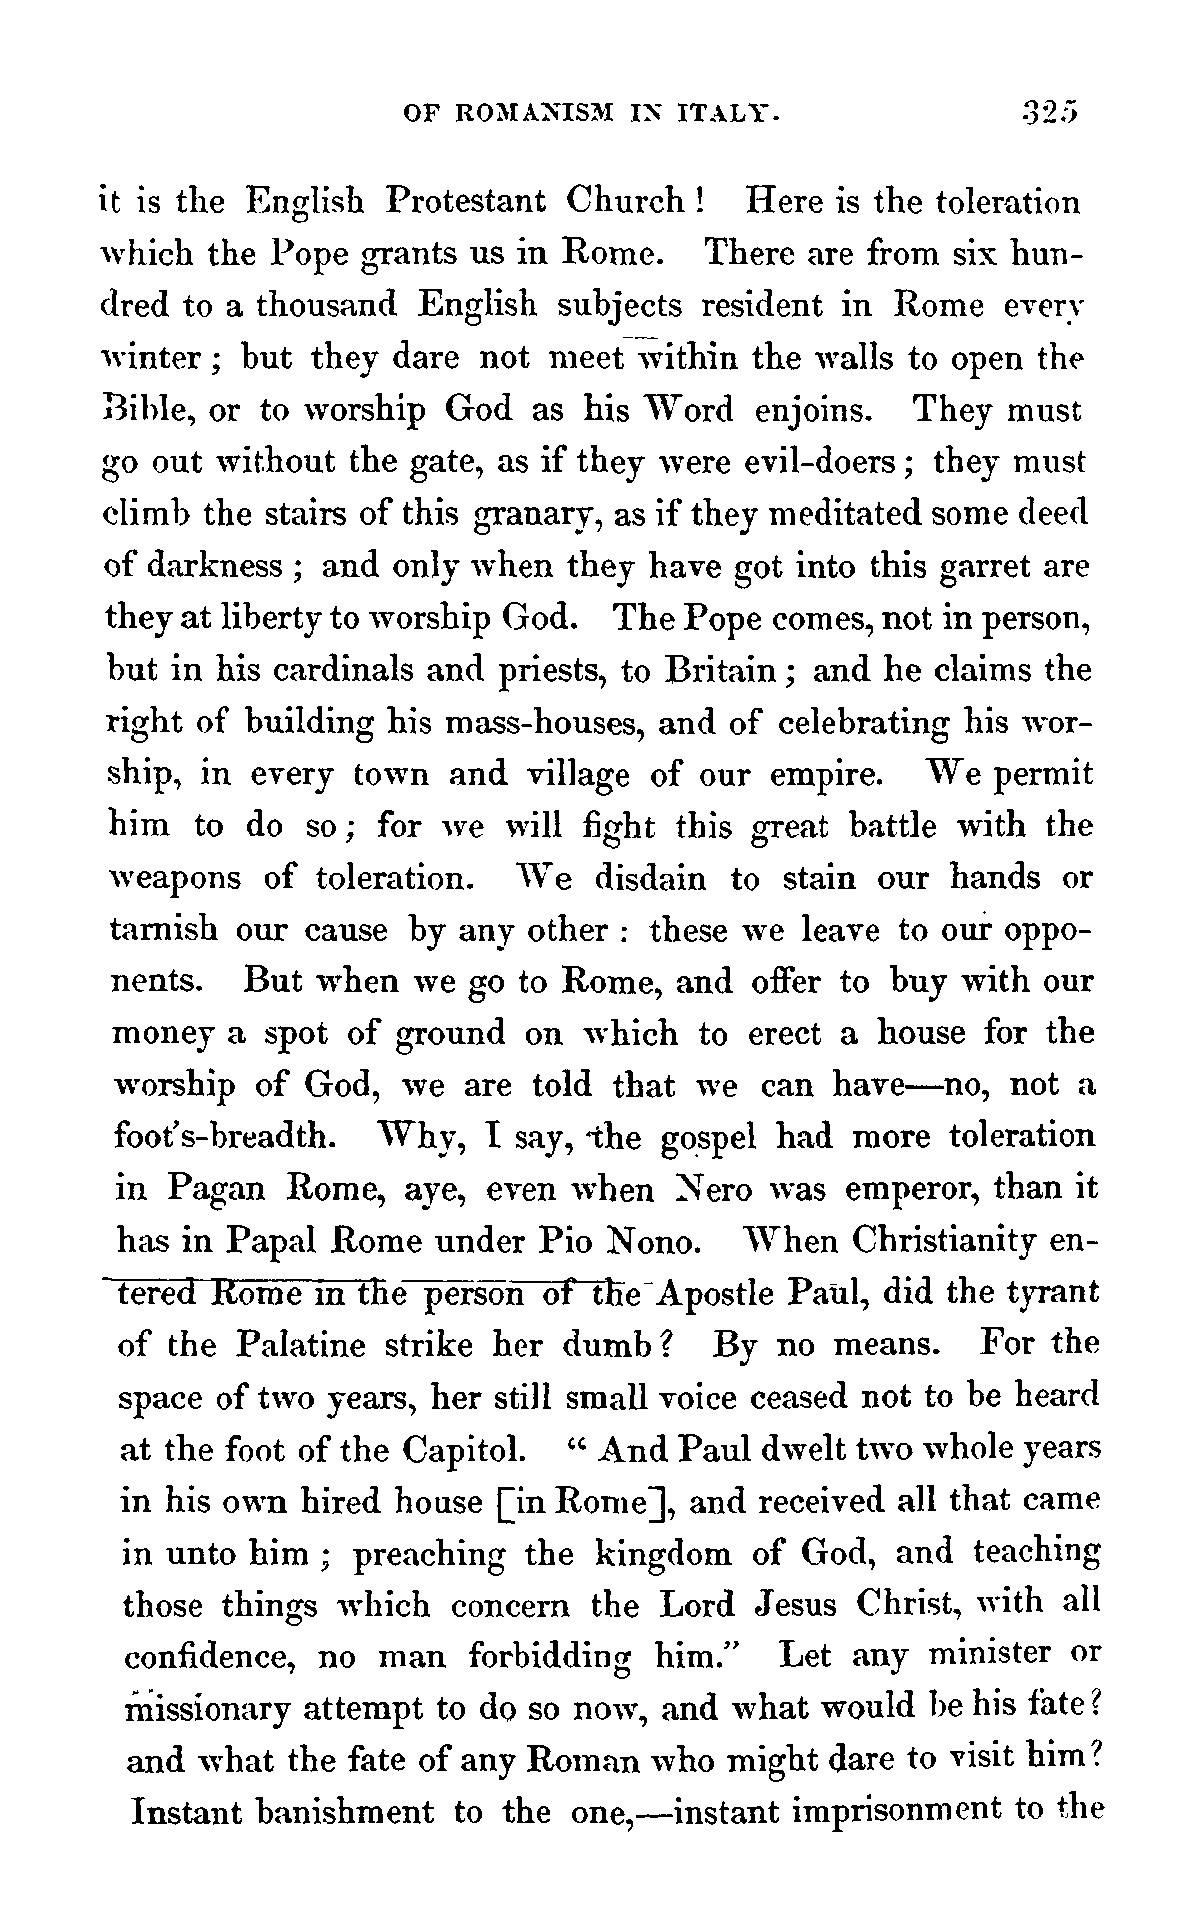 OF ROMANISM IN ITALY. 325
it is the English Protestant Church ! Here is the toleration
which the Pope grants us in Rome. There are from six hun-
dred to a thousand English subjects resident in Rome every
winter ; but they dare not meet within the walls to open the
Bible, or to worship God as his Word enjoins. They must
go out without the gate, as if they were evil-doers ; they must
climb the stairs of this granary, as if they meditated some deed
of darkness ; and only when they have got into this garret are
they at liberty to worship God. The Pope comes, not in person,
but in his cardinals and priests, to Britain ; and he claims the
right of building his mass-houses, and of celebrating his wor-
ship, in every town and village of our empire. We permit
him to do so ; for we will fight this great battle with the
weapons of toleration. We disdain to stain our hands or
tarnish our cause by any other : these we leave to our oppo-
nents. But when we go to Rome, and offer to buy with our
money a spot of ground on which to erect a house for the
worship of God, we are told that we can have—no, not a
foot's-breadth. Why, I say, the gospel had more toleration
in Pagan Rome, aye, even when Nero was emperor, than it
has in Papal Rome under Pio Nono. When Christianity en-
tered Rome in the person of the Apostle Paul, did the tyrant
of the Palatine strike her dumb ? By no means. For the
space of two years, her still small voice ceased not to be heard
at the foot of the Capitol. “ And Paul dwelt two whole years
in his own hired house [in Rome], and received all that came
in unto him ; preaching the kingdom of God, and teaching
those things which concern the Lord Jesus Christ, with all
confidence, no man forbidding him.” Let any minister or
missionary attempt to do so now, and what would be his fate ?
and what the fate of any Roman who might dare to visit him ?
Instant banishment to the one,—instant imprisonment to the